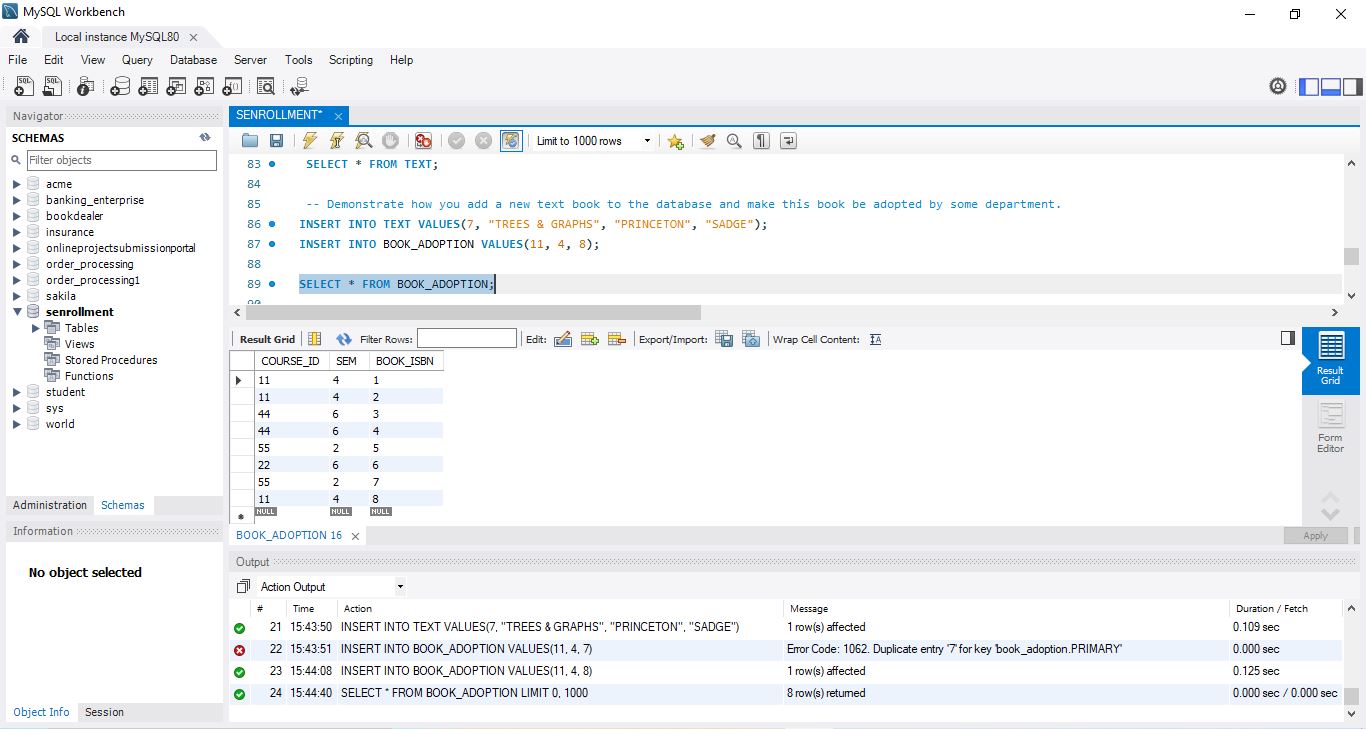 MySQL Workbench
Local instance MySQL80
File Edit View Query Database Server Tools Scripting Help
Navigator
SCHEMAS
Filter objects
acme
banking_enterprise
bookdealer
insurance
onlineprojectsubmissionportal
order_processing
order_processing1
sakila
senrollment
Tables
Views
Stored Procedures
Functions
student
sys
world
Administration Schemas
Information
No object selected
Object Info Session
SENROLLMENT*
Limit to 1000 rows
83 SELECT * FROM TEXT;
84
85 -- Demonstrate how you add a new text book to the database and make this book be adopted by some department.
86 INSERT INTO TEXT VALUES(7, "TREES & GRAPHS", "PRINCETON", "SADGE");
87 INSERT INTO BOOK_ADOPTION VALUES(11, 4, 8);
88
89 SELECT * FROM BOOK_ADOPTION;
90
Result Grid Filter Rows: Edit: Export/Import: Wrap Cell Content:
COURSE_ID SEM BOOK_ISBN
11 4 1
11 4 2
44 6 3
44 6 4
55 2 5
22 6 6
55 2 7
11 4 8
NULL NULL NULL
Result Grid
Form Editor
BOOK_ADOPTION 16
Apply
Output
Action Output
# Time Action Message Duration / Fetch
21 15:43:50 INSERT INTO TEXT VALUES(7, "TREES & GRAPHS", "PRINCETON", "SADGE") 1 row(s) affected 0.109 sec
22 15:43:51 INSERT INTO BOOK_ADOPTION VALUES(11, 4, 7) Error Code: 1062. Duplicate entry '7' for key 'book_adoption.PRIMARY' 0.000 sec
23 15:44:08 INSERT INTO BOOK_ADOPTION VALUES(11, 4, 8) 1 row(s) affected 0.125 sec
24 15:44:40 SELECT * FROM BOOK_ADOPTION LIMIT 0, 1000 8 row(s) returned 0.000 sec / 0.000 sec